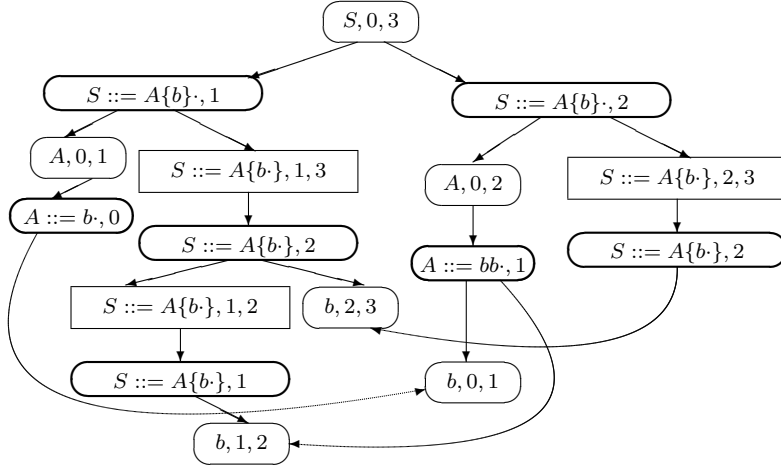 S, 0, 3
S ::= A{b}·, 1
S ::= A{b}·, 2
A, 0, 1
S ::= A{b·}, 1, 3
A, 0, 2
S ::= A{b·}, 2, 3
A ::= b·, 0
S ::= A{b·}, 2
A ::= bb·, 1
S ::= A{b·}, 2
S ::= A{b·}, 1, 2
b, 2, 3
S ::= A{b·}, 1
b, 0, 1
b, 1, 2